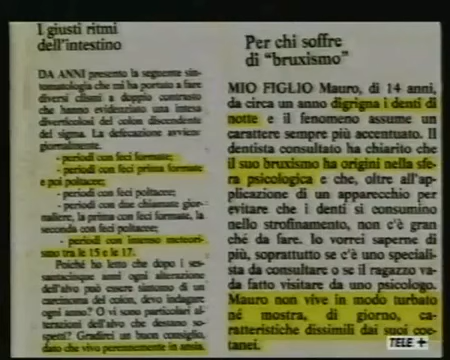 I giusti ritmi
dell'intestino
DA ANNI presento la seguente sin-
tomatologia che mi ha portato a fare
diversi clismi a doppio contrasto
che hanno evidenziato una intesa
diverticolosi del colon discendente
del sigma. La defecazione avviene
giornalmente.
- periodi con feci formate;
- periodi con feci prima formate
e poi poltacee;
- periodi con feci poltacee;
- periodi con due chiamate gior-
naliere, la prima con feci formate, la
seconda con feci poltacee;
- periodi con intenso meteori-
smo tra le 15 e le 17.
Poiché ho letto che dopo i ses-
santacinque anni ogni alterazione
dell'alvo può essere sintomo di un
carcinoma del colon, devo indagare
ogni anno? O vi sono particolari al-
terazioni dell'alvo che destano so-
spetti? Gradirei un buon consiglio,
dato che vivo perennemente in ansia.
Per chi soffre
di “bruxismo”
MIO FIGLIO Mauro, di 14 anni,
da circa un anno digrigna i denti di
notte e il fenomeno assume un
carattere sempre più accentuato. Il
dentista consultato ha chiarito che
il suo bruxismo ha origini nella sfe-
ra psicologica e che, oltre all'ap-
plicazione di un apparecchio per
evitare che i denti si consumino
nello strofinamento, non c'è gran
ché da fare. Io vorrei saperne di
più, soprattutto se c'è uno speciali-
sta da consultare o se il ragazzo va-
da fatto visitare da uno psicologo.
Mauro non vive in modo turbato
né mostra, di giorno, ca-
ratteristiche dissimili dai suoi coe-
tanei.
TELE +